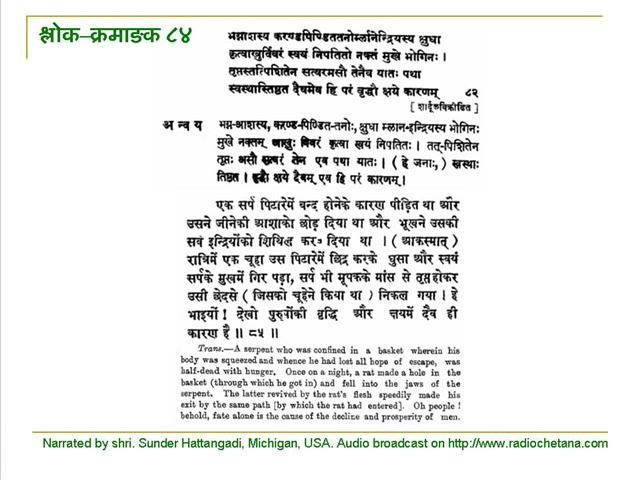 श्लोक–क्रमाङ्क ८४
भग्नाशस्य करण्डपिण्डिततनोर्म्लानेन्द्रियस्य क्षुधा
कृत्वाखुर्विवरं स्वयं निपतितो नक्तं मुखे भोगिनः ।
तृप्तस्तत्पिशितेन सत्वरमसौ तेनैव यातः पथा
स्वस्थास्तिष्ठत दैवमेव हि परं वृद्धौ क्षये कारणम् ८२
[ शार्दूलविक्रीडित ]
अन्वय भग्न-आशस्य, करण्ड-पिण्डित-तनोः, क्षुधा म्लान-इन्द्रियस्य भोगिनः
मुखे नक्तम् आखुः विवरं कृत्वा स्वयं निपतितः । तत्-पिशितेन
तृप्तः असौ सत्वरं तेन एव पथा यातः । ( हे जनाः, ) स्वस्थाः
तिष्ठत । वृद्धौ क्षये दैवम् एव हि परं कारणम् ।
एक सर्प पिटारेमें बन्द होनेके कारण पीड़ित था और
उसने जीनेकी आशाको छोड़ दिया था और भूखने उसकी
सव इन्द्रियोंको शिथिल कर दिया था । ( आकस्मात् )
रात्रिमें एक चूहा उस पिटारेमें छिद्र करके घुसा और स्वयं
सर्पके मुखमें गिर पड़ा, सर्प भी मूषकके मांस से तृप्त होकर
उसी छेदसे ( जिसको चूहेने किया था ) निकल गया ! हे
भाइयों ! देखो पुरुषोंकी वृद्धि और क्षयमें दैव ही
कारण है ॥ ८५ ॥
Trans.—A serpent who was confined in a basket wherein his
body was squeezed and whence he had lost all hope of escape, was
half-dead with hunger. Once on a night, a rat made a hole in the
basket (through which he got in) and fell into the jaws of the
serpent. The latter revived by the rat's flesh speedily made his
exit by the same path [by which the rat had entered]. Oh people !
behold, fate alone is the cause of the decline and prosperity of men.
Narrated by shri. Sunder Hattangadi, Michigan, USA. Audio broadcast on http://www.radiochetana.com